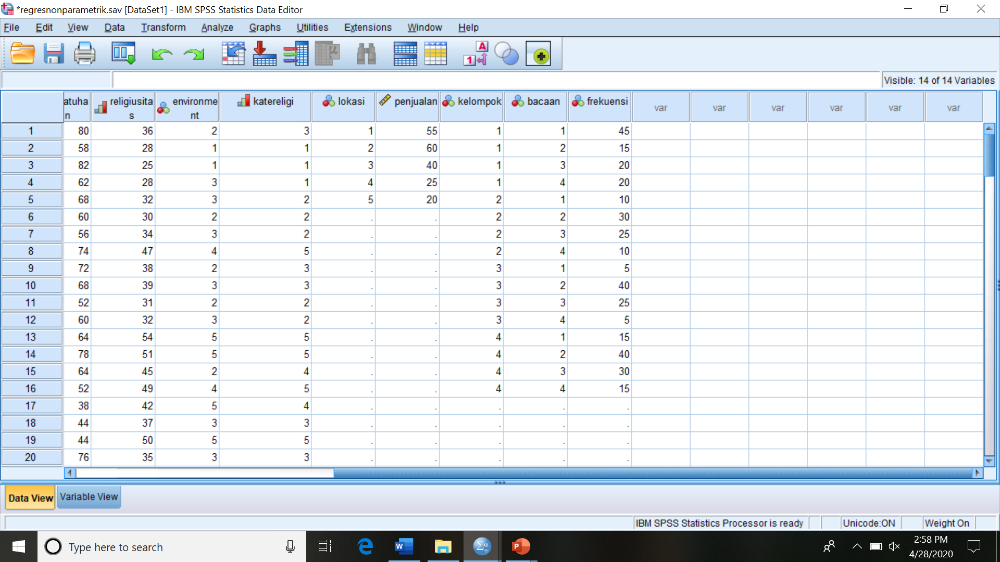 *regresnonparametrik.sav [DataSet1] - IBM SPSS Statistics Data Editor
File Edit View Data Transform Analyze Graphs Utilities Extensions Window Help
Visible: 14 of 14 Variables
atuhan religiusitas environment katereligi lokasi penjualan kelompok bacaan frekuensi var var var var var var
1 80 36 2 3 1 55 1 1 45
2 58 28 1 1 2 60 1 2 15
3 82 25 1 1 3 40 1 3 20
4 62 28 3 1 4 25 1 4 20
5 68 32 3 2 5 20 2 1 10
6 60 30 2 2 . . 2 2 30
7 56 34 3 2 . . 2 3 25
8 74 47 4 5 . . 2 4 10
9 72 38 2 3 . . 3 1 5
10 68 39 3 3 . . 3 2 40
11 52 31 2 2 . . 3 3 25
12 60 32 3 2 . . 3 4 5
13 64 54 5 5 . . 4 1 15
14 78 51 5 5 . . 4 2 40
15 64 45 2 4 . . 4 3 30
16 52 49 4 5 . . 4 4 15
17 38 42 5 4 . . . . .
18 44 37 3 3 . . . . .
19 44 50 5 5 . . . . .
20 76 35 3 3 . . . . .
Data View Variable View
IBM SPSS Statistics Processor is ready Unicode:ON Weight On
Type here to search
2:58 PM
4/28/2020